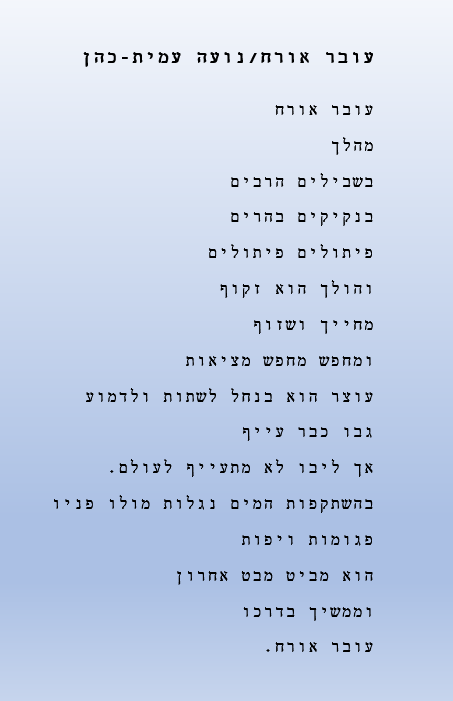 עובר אורח/נועה עמית-כהן
עובר אורח
מהלך
בשבילים הרבים
בנקיקים בהרים
פיתולים פיתולים
והולך הוא זקוף
מחייך ושזוף
ומחפש מחפש מציאות
עוצר הוא בנחל לשתות ולדמוע
גבו כבר עייף
אך ליבו לא מתעייף לעולם.
בהשתקפות המים נגלות מולו פניו
פגומות ויפות
הוא מביט מבט אחרון
וממשיך בדרכו
עובר אורח.